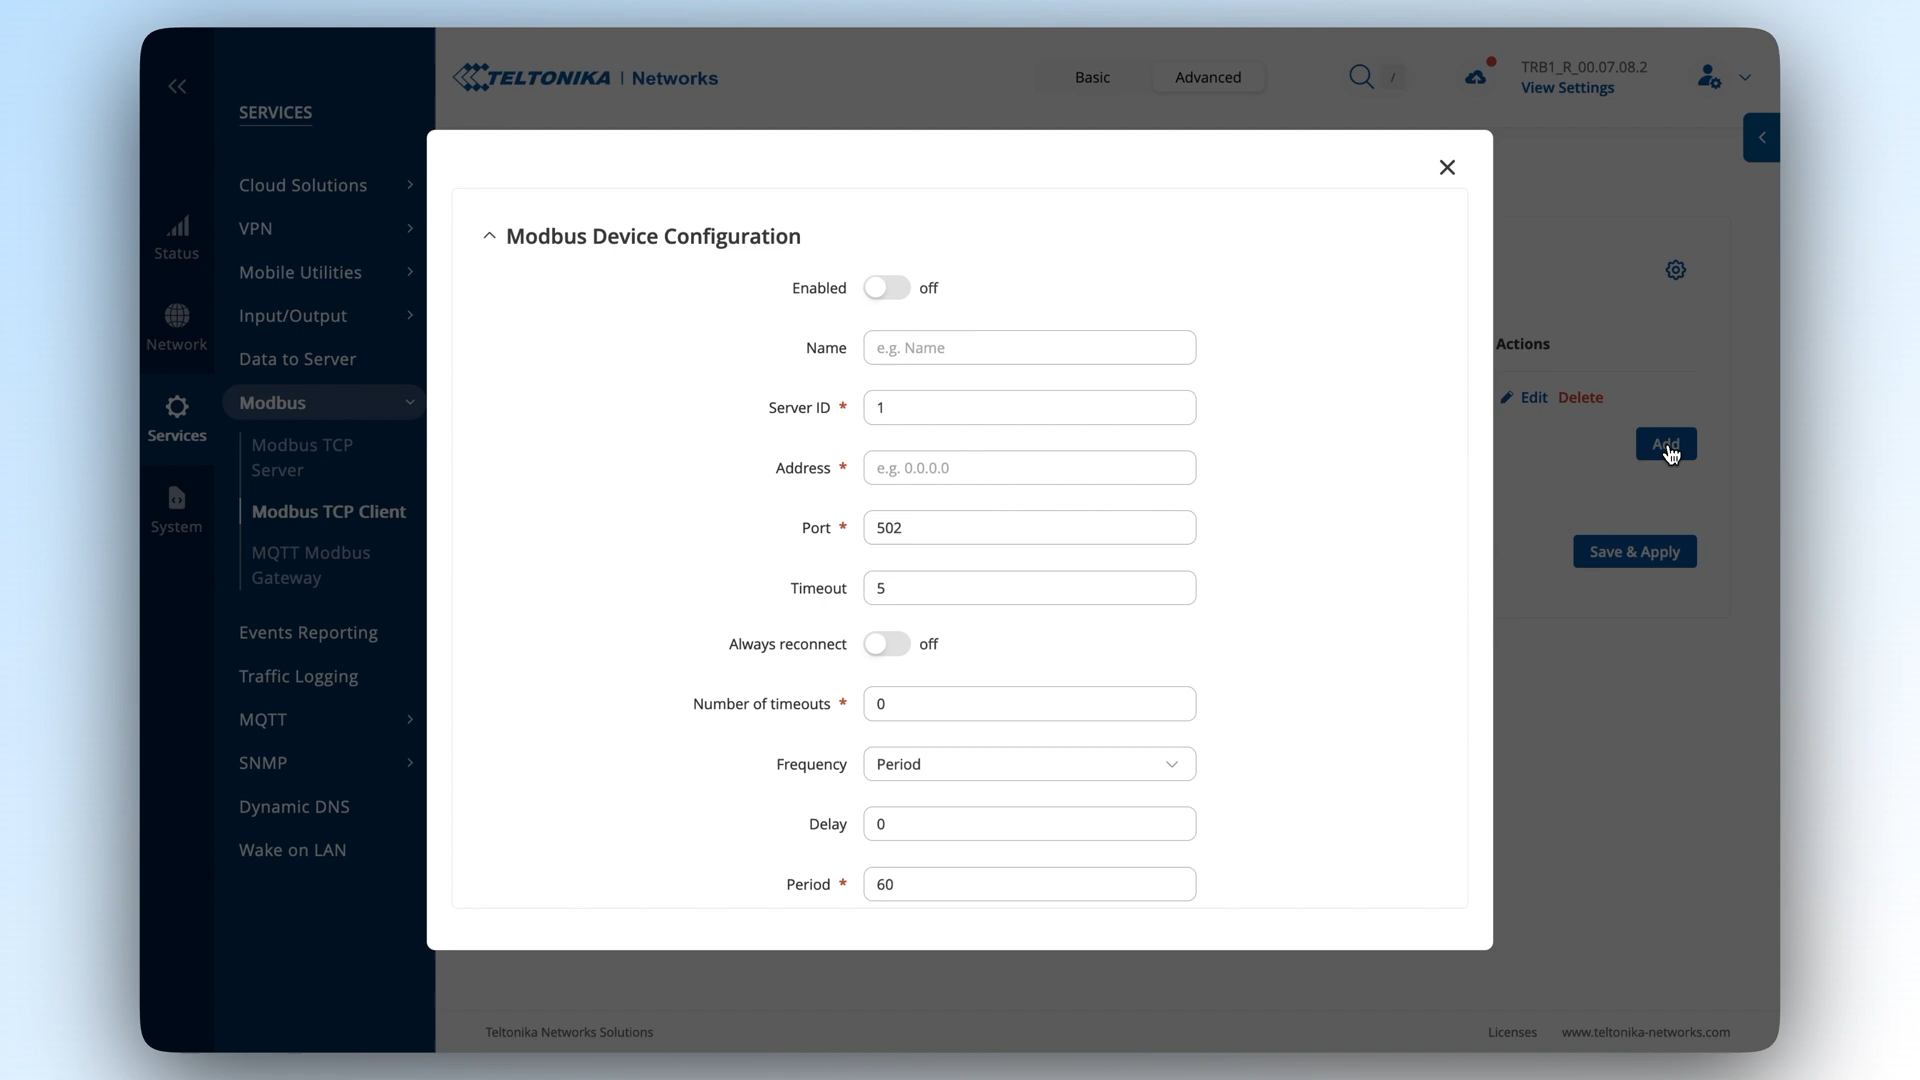 TELTONIKA | Networks
Basic
Advanced
/
TRB1_R_00.07.08.2
View Settings
Status
Network
Services
System
SERVICES
Cloud Solutions
VPN
Mobile Utilities
Input/Output
Data to Server
Modbus
Modbus TCP
Server
Modbus TCP Client
MQTT Modbus
Gateway
Events Reporting
Traffic Logging
MQTT
SNMP
Dynamic DNS
Wake on LAN
Modbus Device Configuration
Enabled off
Name e.g. Name
Server ID * 1
Address * e.g. 0.0.0.0
Port * 502
Timeout 5
Always reconnect off
Number of timeouts * 0
Frequency Period
Delay 0
Period * 60
Actions
Edit Delete
Add
Save & Apply
Teltonika Networks Solutions
Licenses
www.teltonika-networks.com